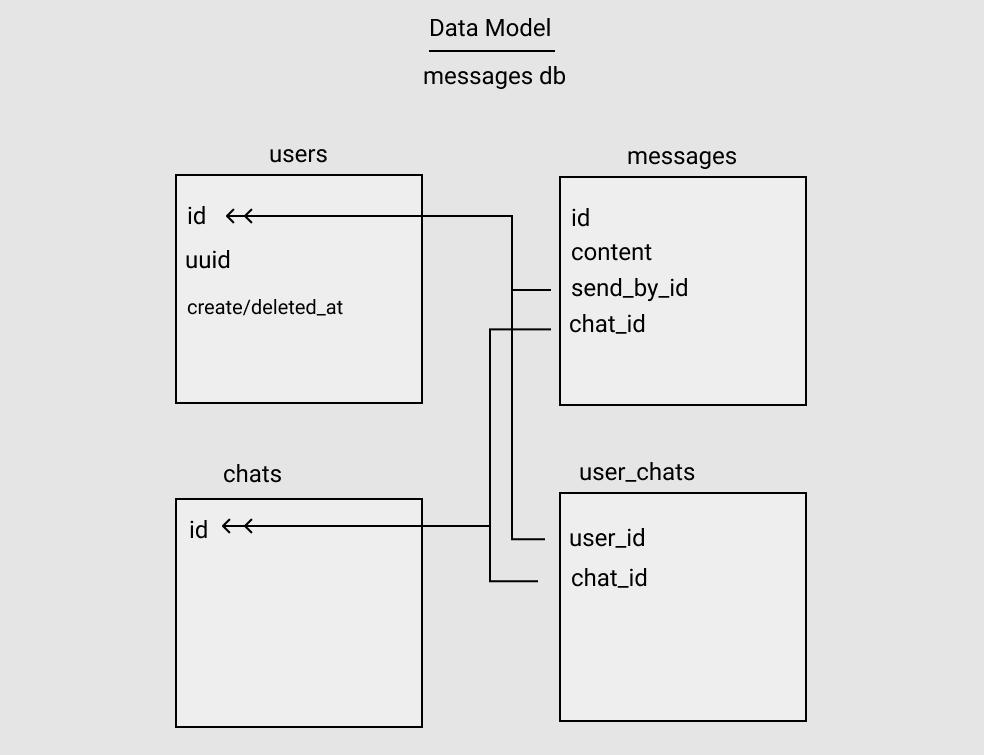 Data Model
messages db
users
id
uuid
create/deleted_at
messages
id
content
send_by_id
chat_id
chats
id
user_chats
user_id
chat_id